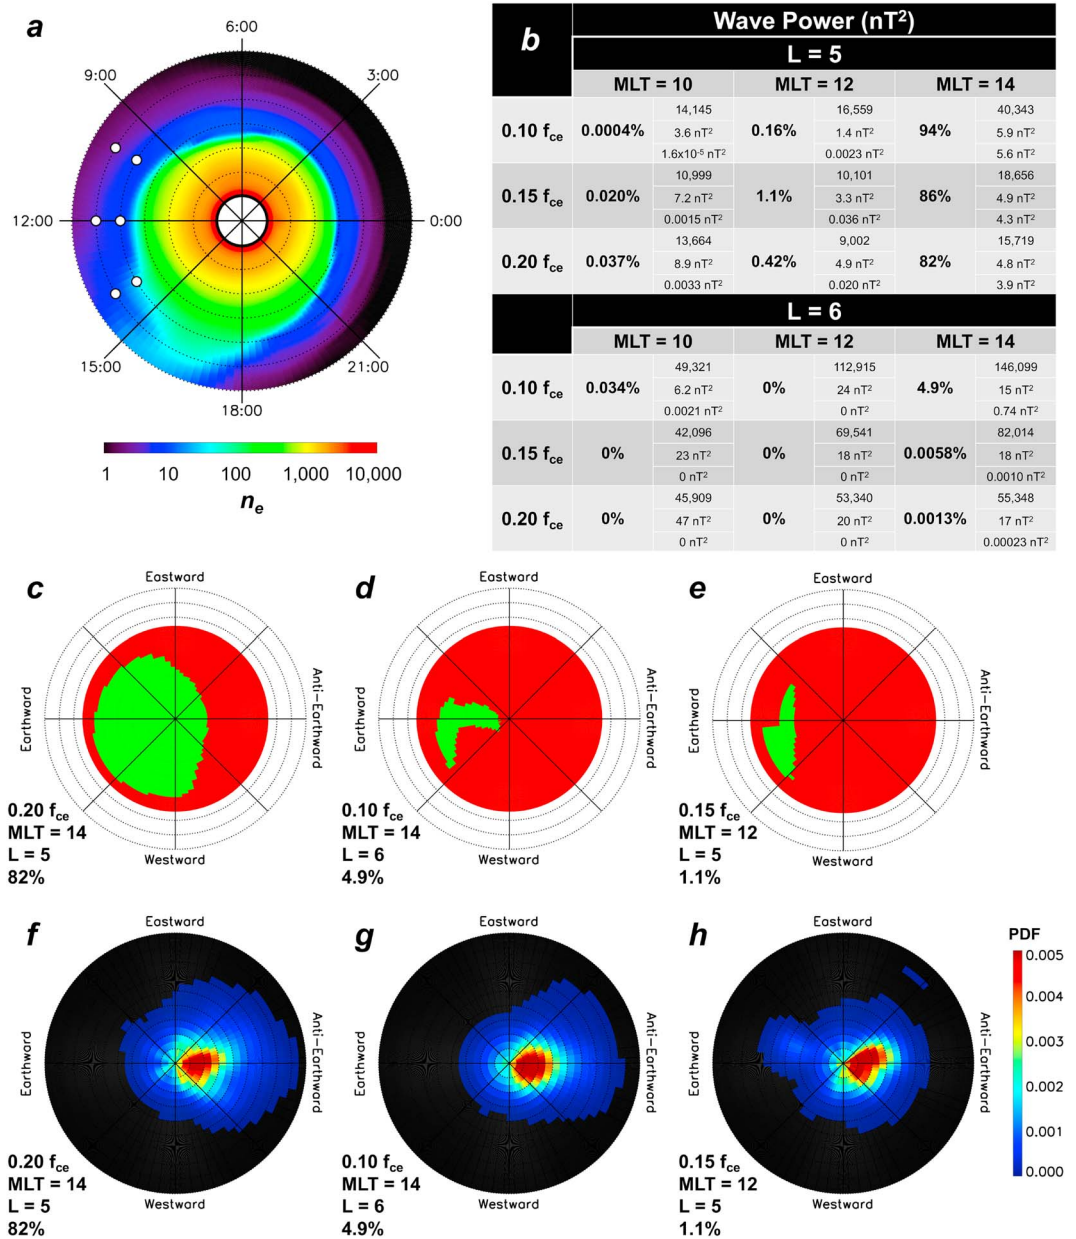 a
6:00
9:00
3:00
12:00
0:00
15:00
21:00
18:00
1 10 100 1,000 10,000
nₑ
b
Wave Power (nT²)
L = 5
MLT = 10 MLT = 12 MLT = 14
0.10 fce 0.0004% 0.16% 94%
14,145 16,559 40,343
3.6 nT² 1.4 nT² 5.9 nT²
1.6x10⁻⁵ nT² 0.0023 nT² 5.6 nT²
0.15 fce 0.020% 1.1% 86%
10,999 10,101 18,656
7.2 nT² 3.3 nT² 4.9 nT²
0.0015 nT² 0.036 nT² 4.3 nT²
0.20 fce 0.037% 0.42% 82%
13,664 9,002 15,719
8.9 nT² 4.9 nT² 4.8 nT²
0.0033 nT² 0.020 nT² 3.9 nT²
L = 6
MLT = 10 MLT = 12 MLT = 14
0.10 fce 0.034% 0% 4.9%
49,321 112,915 146,099
6.2 nT² 24 nT² 15 nT²
0.0021 nT² 0 nT² 0.74 nT²
0.15 fce 0% 0% 0.0058%
42,096 69,541 82,014
23 nT² 18 nT² 18 nT²
0 nT² 0 nT² 0.0010 nT²
0.20 fce 0% 0% 0.0013%
45,909 53,340 55,348
47 nT² 20 nT² 17 nT²
0 nT² 0 nT² 0.00023 nT²
c
Eastward
Earthward
Anti-Earthward
Westward
0.20 fce
MLT = 14
L = 5
82%
d
Eastward
Earthward
Anti-Earthward
Westward
0.10 fce
MLT = 14
L = 6
4.9%
e
Eastward
Earthward
Anti-Earthward
Westward
0.15 fce
MLT = 12
L = 5
1.1%
f
Eastward
Earthward
Anti-Earthward
Westward
0.20 fce
MLT = 14
L = 5
82%
g
Eastward
Earthward
Anti-Earthward
Westward
0.10 fce
MLT = 14
L = 6
4.9%
h
Eastward
Earthward
Anti-Earthward
Westward
0.15 fce
MLT = 12
L = 5
1.1%
PDF
0.005
0.004
0.003
0.002
0.001
0.000